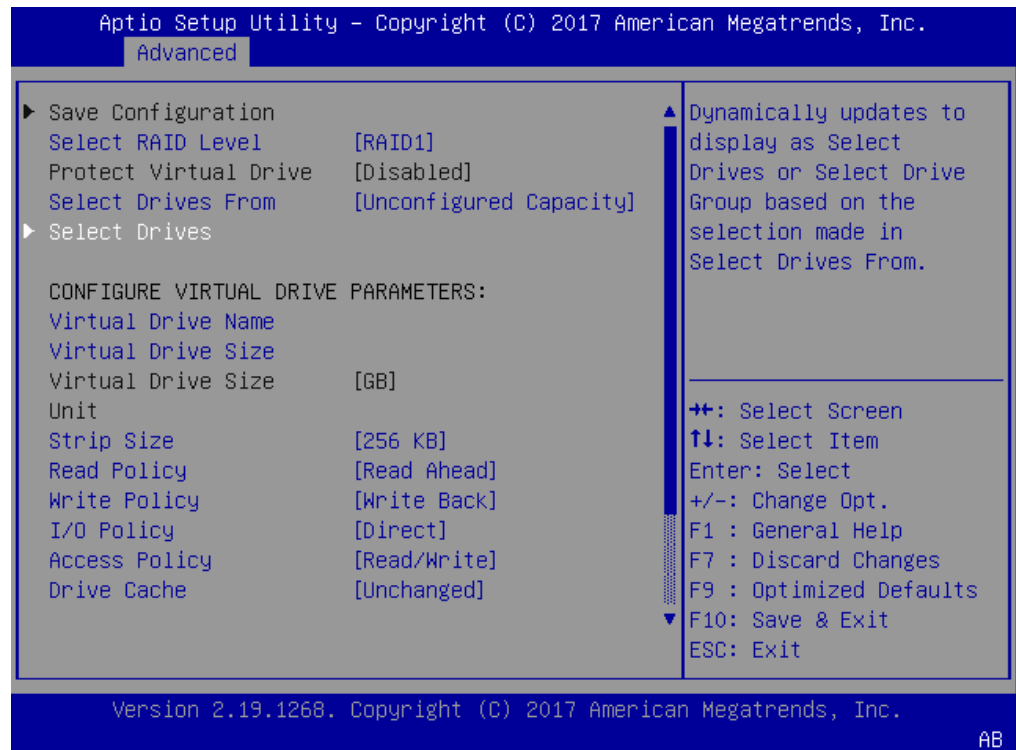 Aptio Setup Utility – Copyright (C) 2017 American Megatrends, Inc.
Advanced
Save Configuration
Select RAID Level [RAID1]
Protect Virtual Drive [Disabled]
Select Drives From [Unconfigured Capacity]
Select Drives
CONFIGURE VIRTUAL DRIVE PARAMETERS:
Virtual Drive Name
Virtual Drive Size
Virtual Drive Size [GB]
Unit
Strip Size [256 KB]
Read Policy [Read Ahead]
Write Policy [Write Back]
I/O Policy [Direct]
Access Policy [Read/Write]
Drive Cache [Unchanged]
Dynamically updates to
display as Select
Drives or Select Drive
Group based on the
selection made in
Select Drives From.
→←: Select Screen
↑↓: Select Item
Enter: Select
+/-: Change Opt.
F1 : General Help
F7 : Discard Changes
F9 : Optimized Defaults
F10: Save & Exit
ESC: Exit
Version 2.19.1268. Copyright (C) 2017 American Megatrends, Inc.
AB